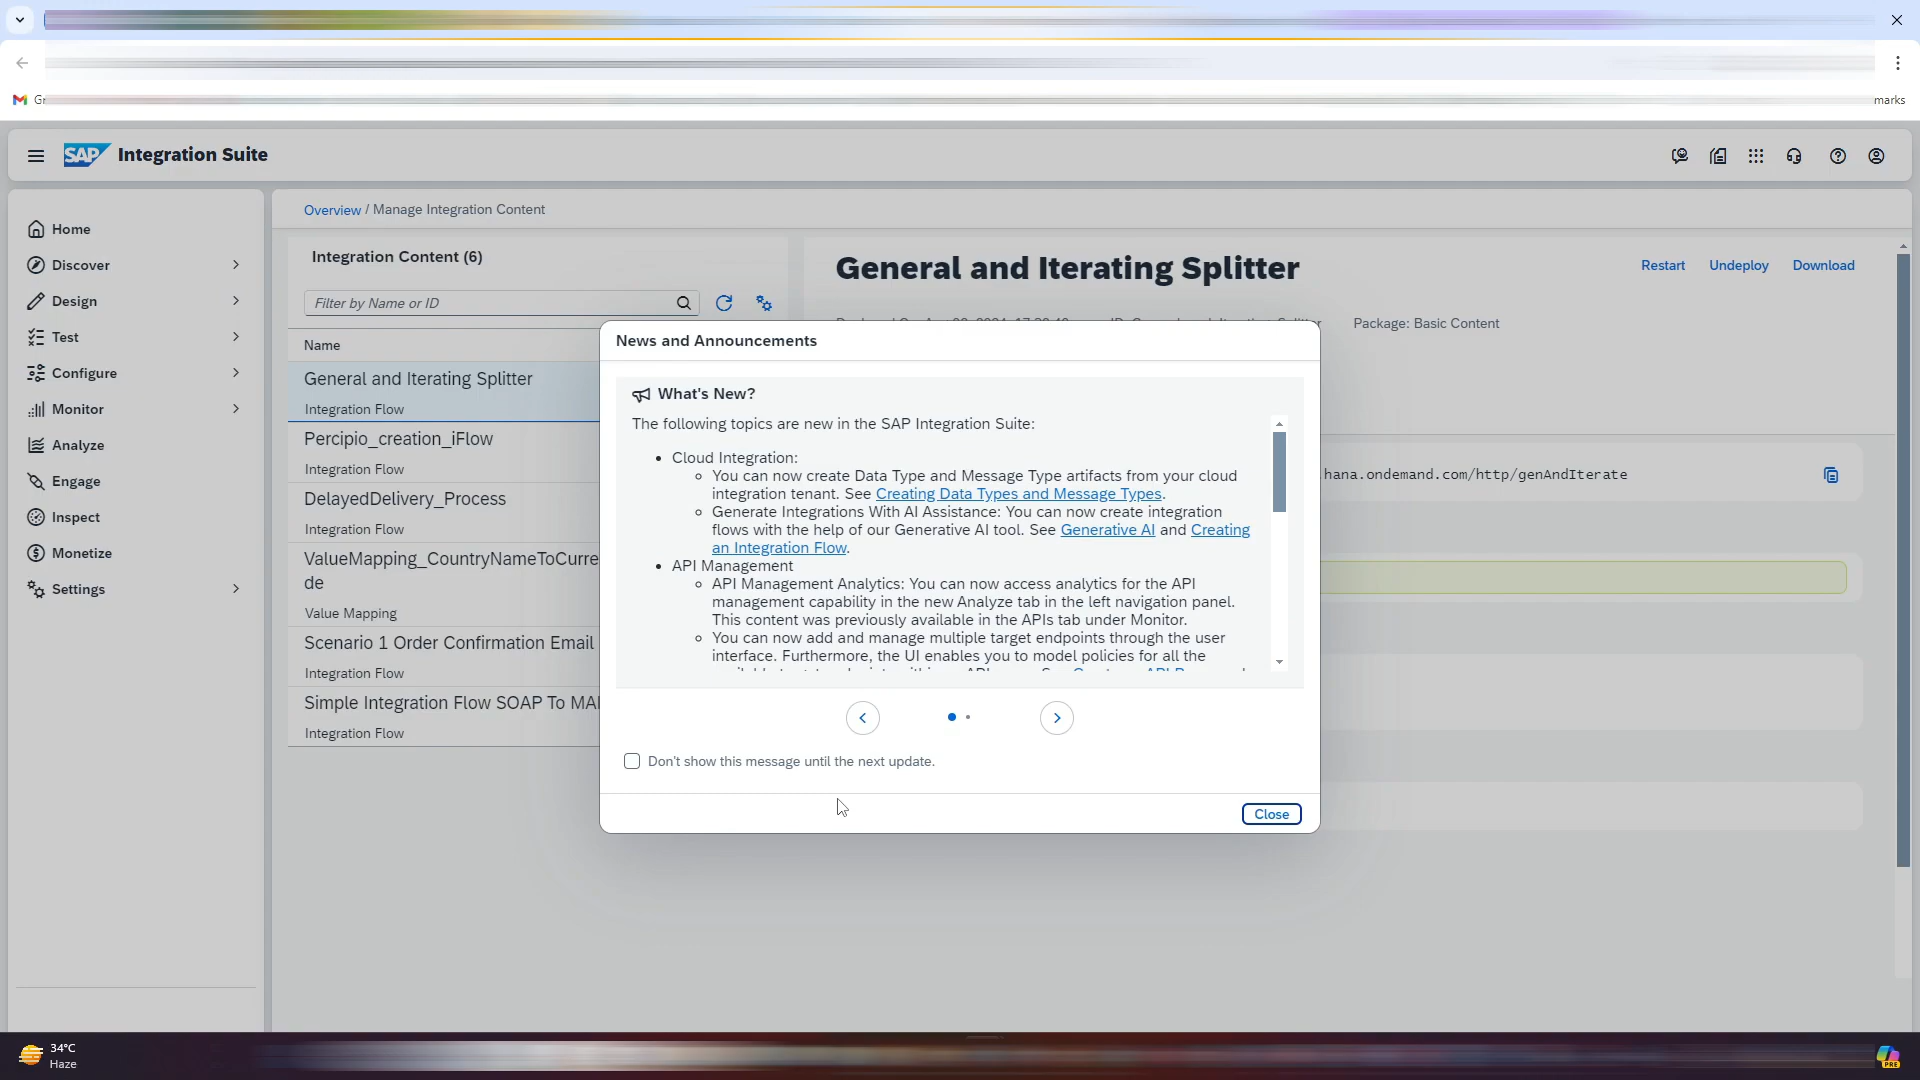 marks
SAP Integration Suite
Home
Discover
Design
Test
Configure
Monitor
Analyze
Engage
Inspect
Monetize
Settings
Overview / Manage Integration Content
Integration Content (6)
Filter by Name or ID
Name
General and Iterating Splitter
Integration Flow
Percipio_creation_iFlow
Integration Flow
DelayedDelivery_Process
Integration Flow
ValueMapping_CountryNameToCurre
de
Value Mapping
Scenario 1 Order Confirmation Email
Integration Flow
Simple Integration Flow SOAP To MAI
Integration Flow
General and Iterating Splitter
Restart Undeploy Download
Package: Basic Content
hana.ondemand.com/http/genAndIterate
News and Announcements
What's New?
The following topics are new in the SAP Integration Suite:
• Cloud Integration:
You can now create Data Type and Message Type artifacts from your cloud
integration tenant. See Creating Data Types and Message Types.
Generate Integrations With AI Assistance: You can now create integration
flows with the help of our Generative AI tool. See Generative AI and Creating
an Integration Flow.
• API Management
API Management Analytics: You can now access analytics for the API
management capability in the new Analyze tab in the left navigation panel.
This content was previously available in the APIs tab under Monitor.
You can now add and manage multiple target endpoints through the user
interface. Furthermore, the UI enables you to model policies for all the
Don't show this message until the next update.
Close
34°C
Haze
PRE